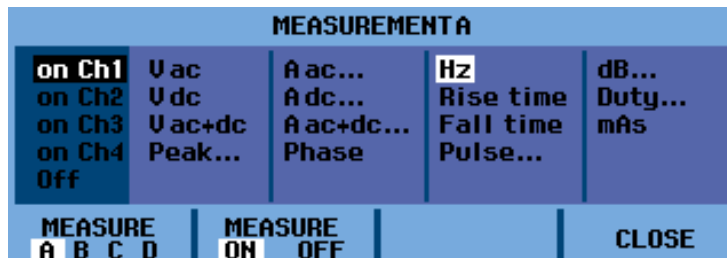 MEASUREMENT A
on Ch1 V ac A ac... Hz dB...
on Ch2 V dc A dc... Rise time Duty...
on Ch3 V ac+dc A ac+dc... Fall time mAs
on Ch4 Peak... Phase Pulse...
Off
MEASURE MEASURE
A B C D ON OFF CLOSE